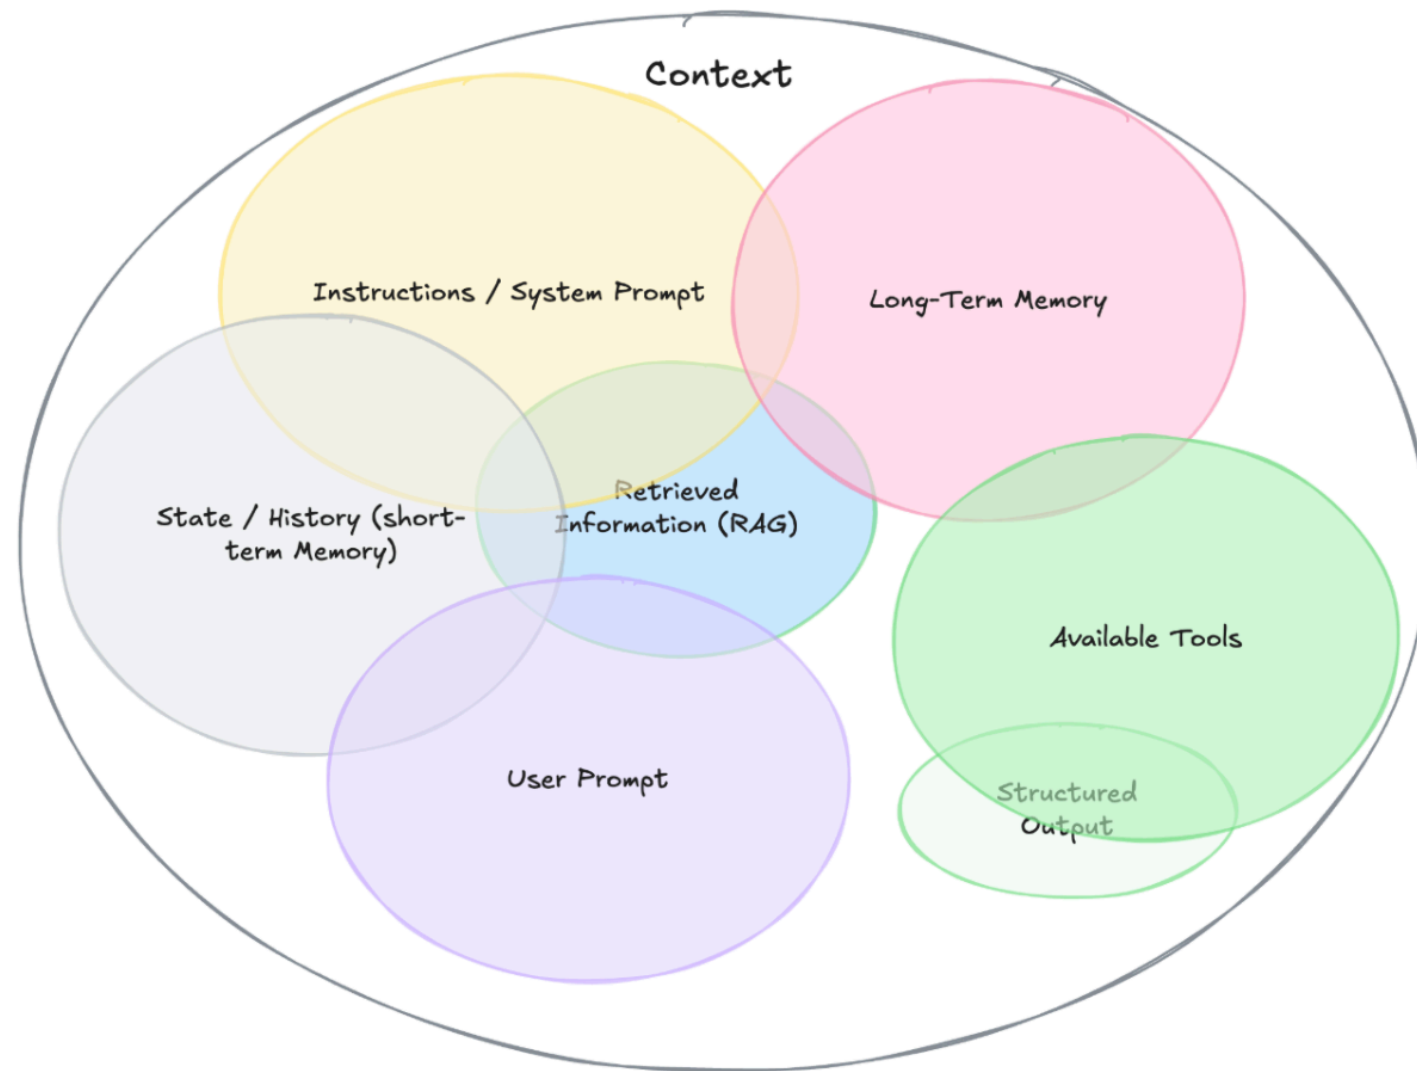 Context
Instructions / System Prompt
Long-Term Memory
Retrieved
Information (RAG)
State / History (short-
term Memory)
Available Tools
User Prompt
Structured
Output